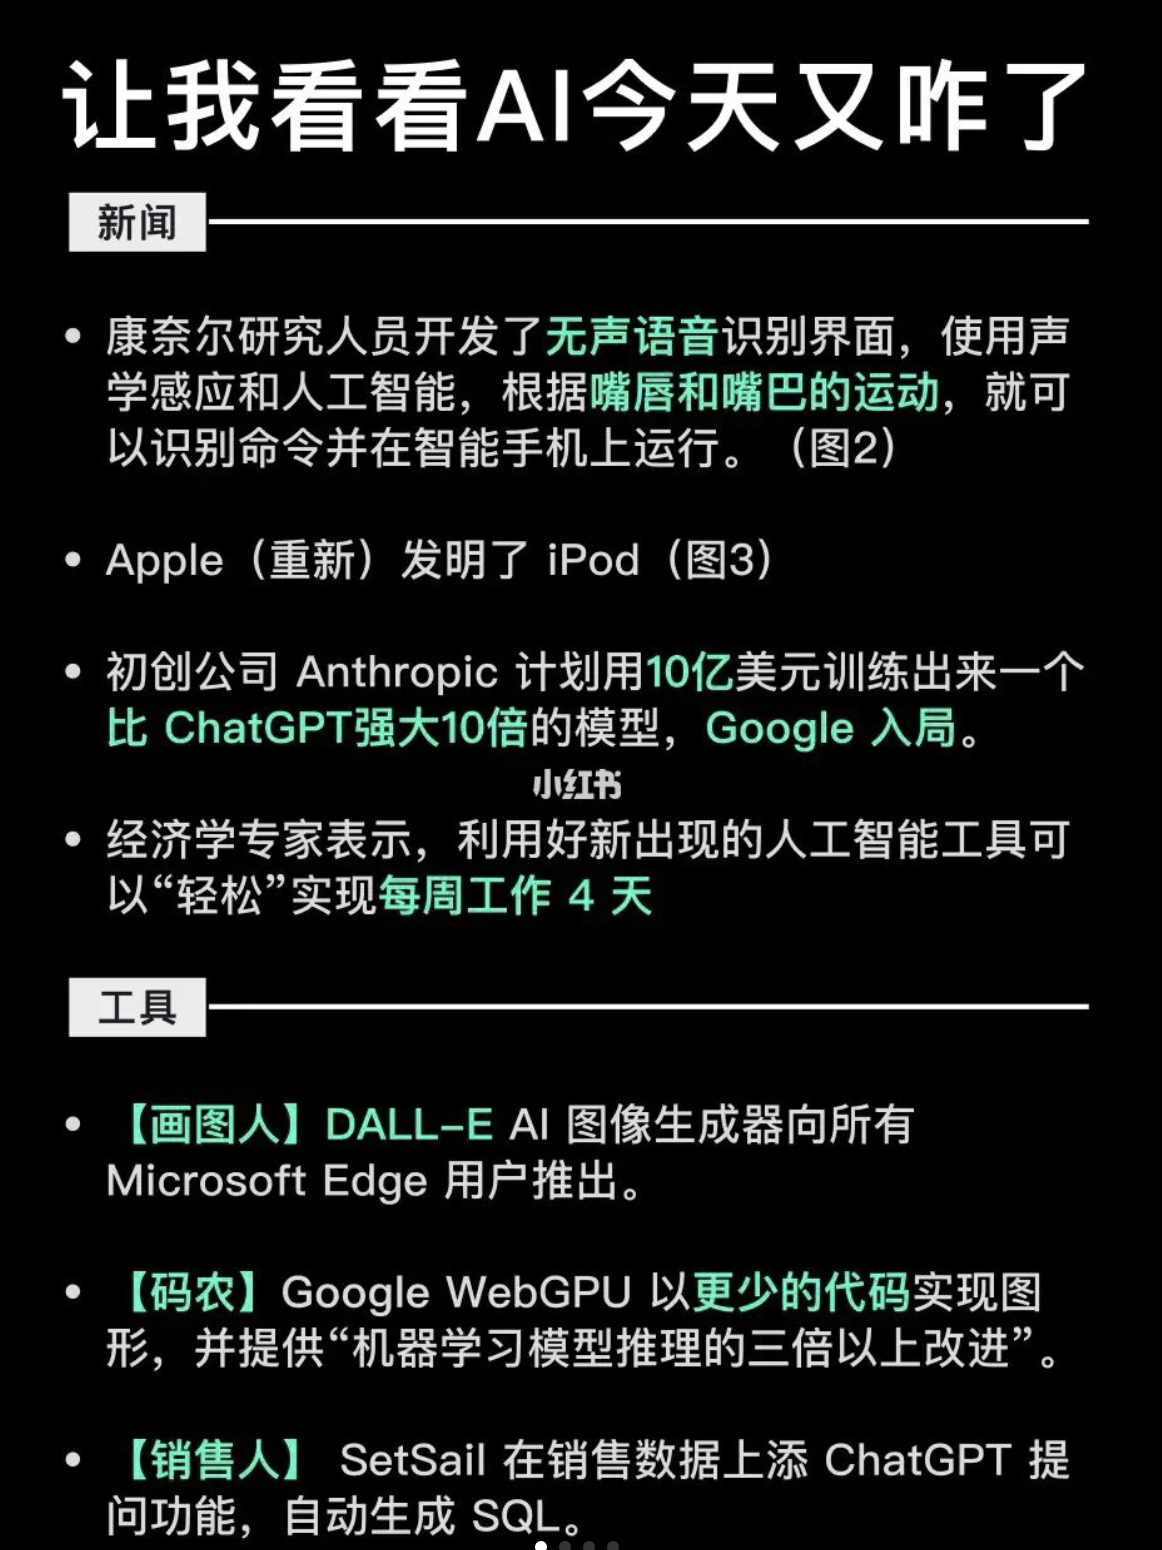 让我看看AI今天又咋了
新闻
• 康奈尔研究人员开发了无声语音识别界面，使用声
学感应和人工智能，根据嘴唇和嘴巴的运动，就可
以识别命令并在智能手机上运行。（图2）
• Apple（重新）发明了 iPod（图3）
• 初创公司 Anthropic 计划用10亿美元训练出来一个
比 ChatGPT强大10倍的模型，Google 入局。
小红书
• 经济学专家表示，利用好新出现的人工智能工具可
以“轻松”实现每周工作 4 天
工具
• 【画图人】DALL-E AI 图像生成器向所有
Microsoft Edge 用户推出。
• 【码农】Google WebGPU 以更少的代码实现图
形，并提供“机器学习模型推理的三倍以上改进”。
• 【销售人】 SetSail 在销售数据上添 ChatGPT 提
问功能，自动生成 SQL。